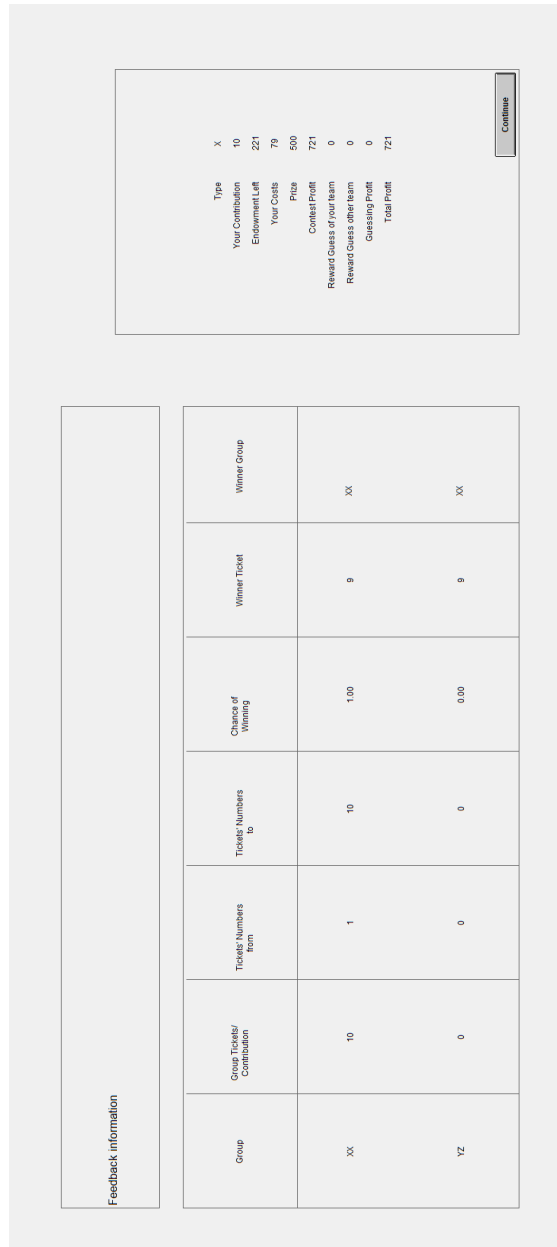 Feedback information
Group
Group Tickets/
Contribution
Tickets' Numbers
from
Tickets' Numbers
to
Chance of
Winning
Winner Ticket
Winner Group
XX
10
1
10
1.00
9
XX
YZ
0
0
0
0.00
9
XX
Type X
Your Contribution 10
Endowment Left 221
Your Costs 79
Prize 500
Contest Profit 721
Reward Guess of your team 0
Reward Guess other team 0
Guessing Profit 0
Total Profit 721
Continue